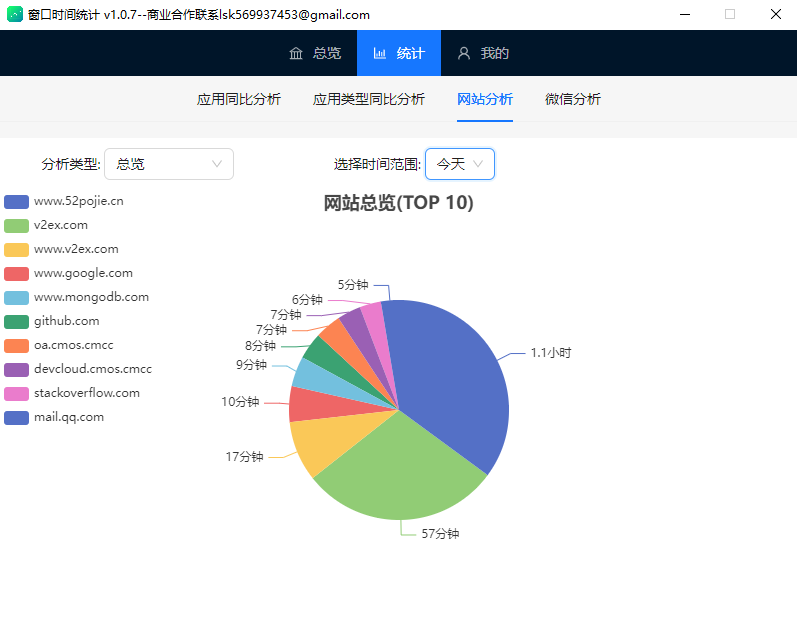 窗口时间统计 v1.0.7--商业合作联系lsk569937453@gmail.com
总览 统计 我的
应用同比分析 应用类型同比分析 网站分析 微信分析
分析类型: 总览 选择时间范围: 今天
网站总览(TOP 10)
www.52pojie.cn
v2ex.com
www.v2ex.com
www.google.com
www.mongodb.com
github.com
oa.cmos.cmcc
devcloud.cmos.cmcc
stackoverflow.com
mail.qq.com
5分钟
6分钟
7分钟
7分钟
8分钟
9分钟
10分钟
17分钟
1.1小时
57分钟